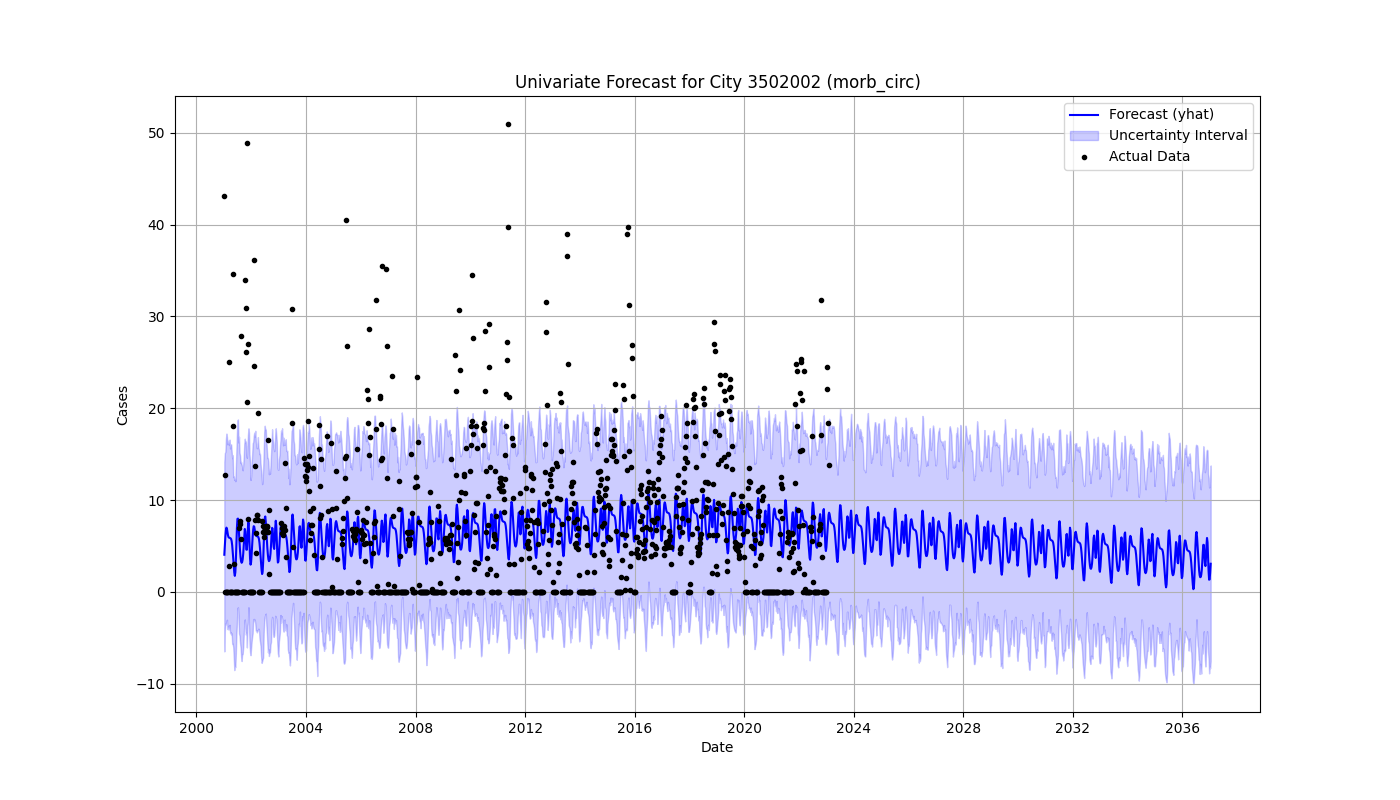 Univariate Forecast for City 3502002 (morb_circ)
Forecast (yhat)
Uncertainty Interval
Actual Data
Cases
50
40
30
20
10
0
−10
2000 2004 2008 2012 2016 2020 2024 2028 2032 2036
Date